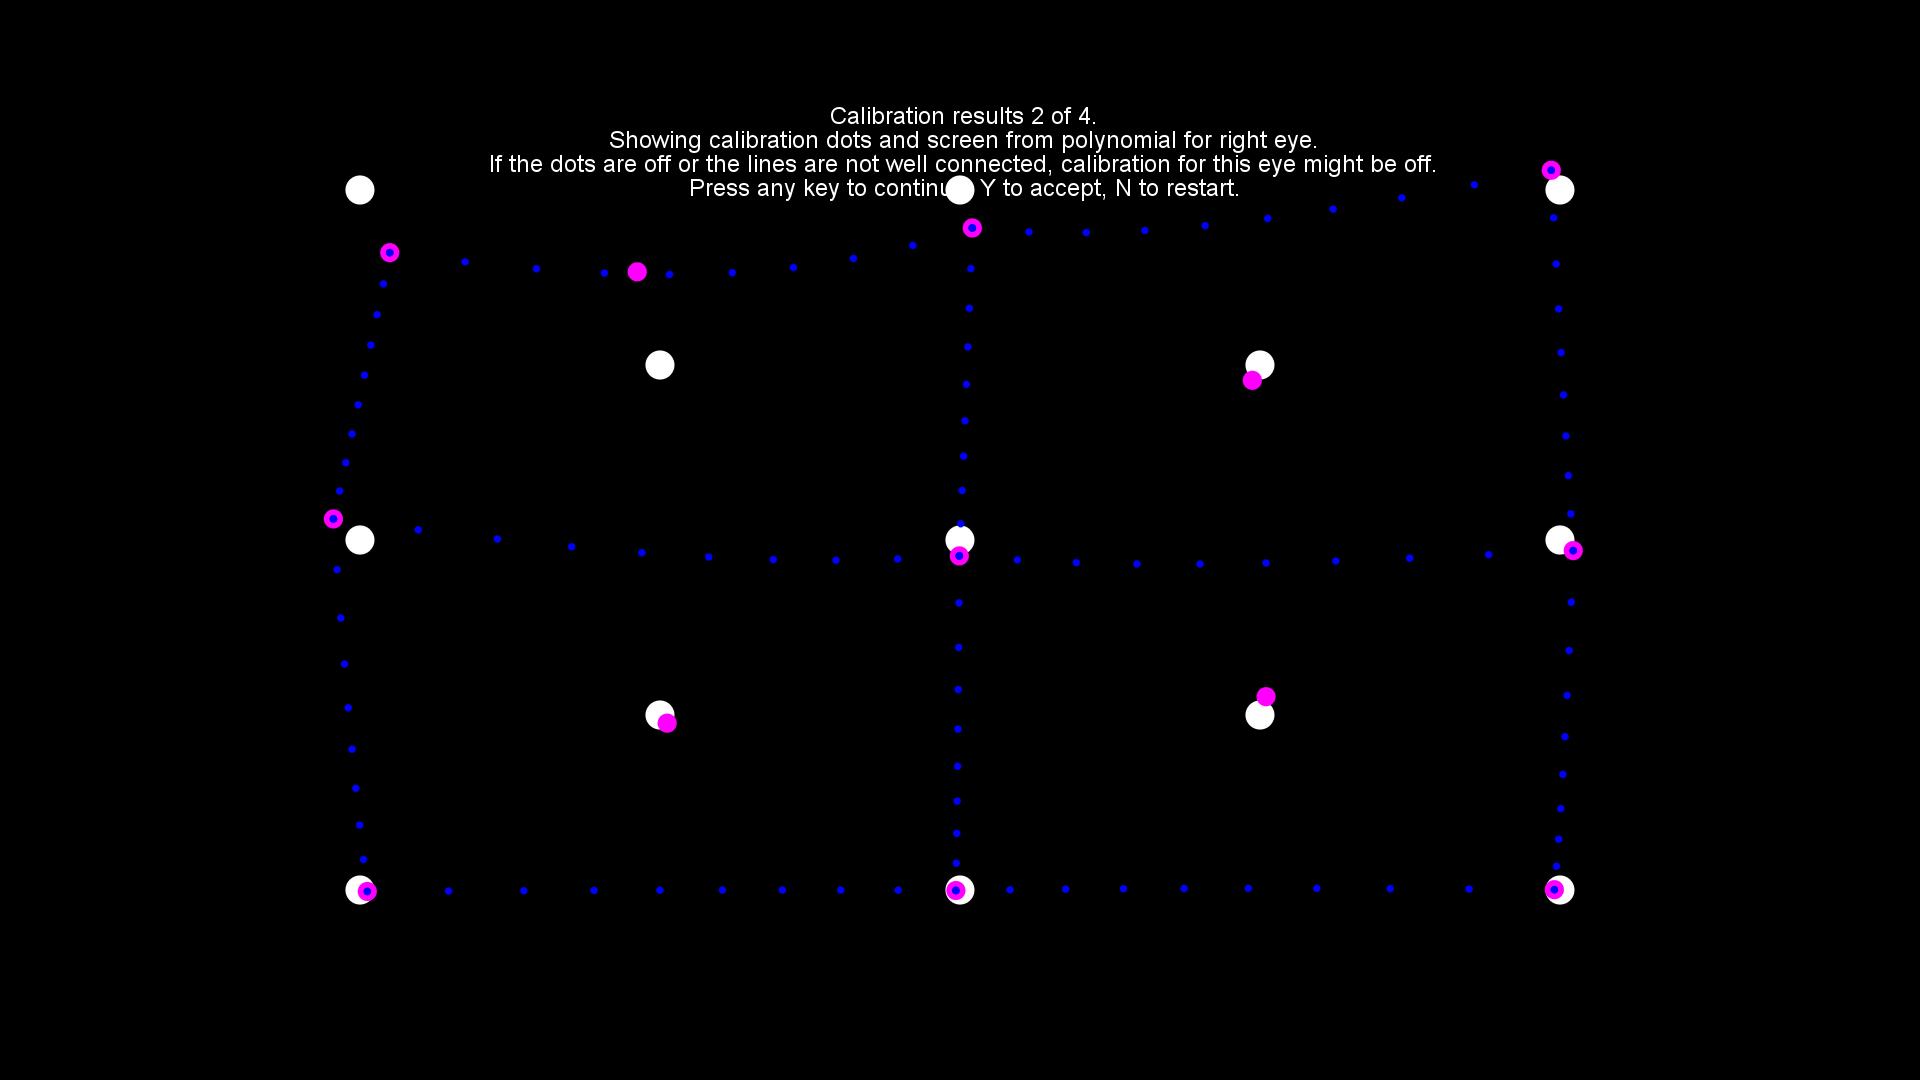 Calibration results 2 of 4.
Showing calibration dots and screen from polynomial for right eye.
If the dots are off or the lines are not well connected, calibration for this eye might be off.
Press any key to continu Y to accept, N to restart.